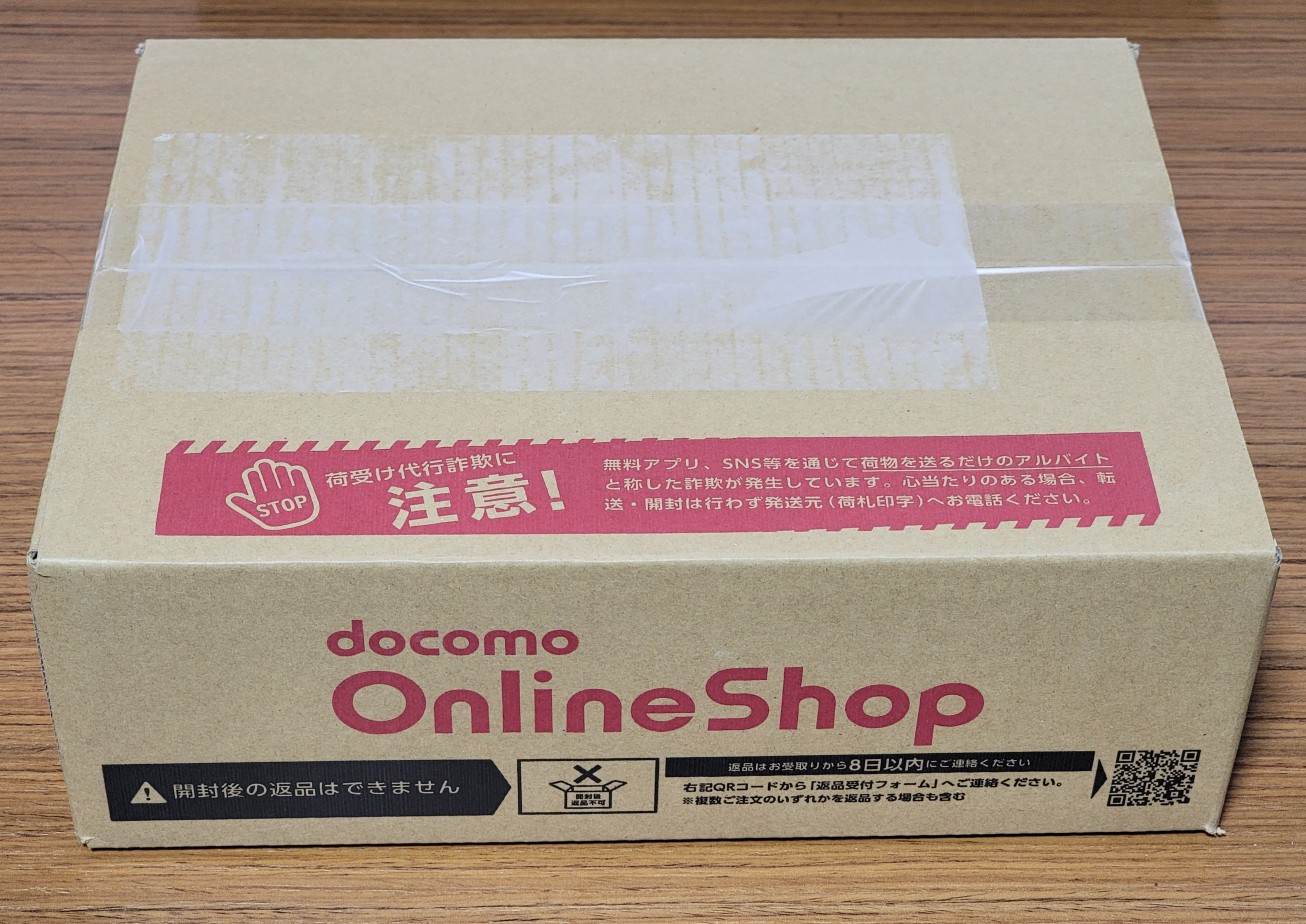 STOP
荷受け代行詐欺に
注意！
無料アプリ、SNS等を通じて荷物を送るだけのアルバイト
と称した詐欺が発生しています。心当たりのある場合、転
送・開封は行わず発送元（荷札印字）へお電話ください。
docomo
OnlineShop
開封後の返品はできません
開封後
返品不可
返品はお受取りから8日以内にご連絡ください
右記QRコードから「返品受付フォーム」へご連絡ください。
※複数ご注文のいずれかを返品する場合も含む